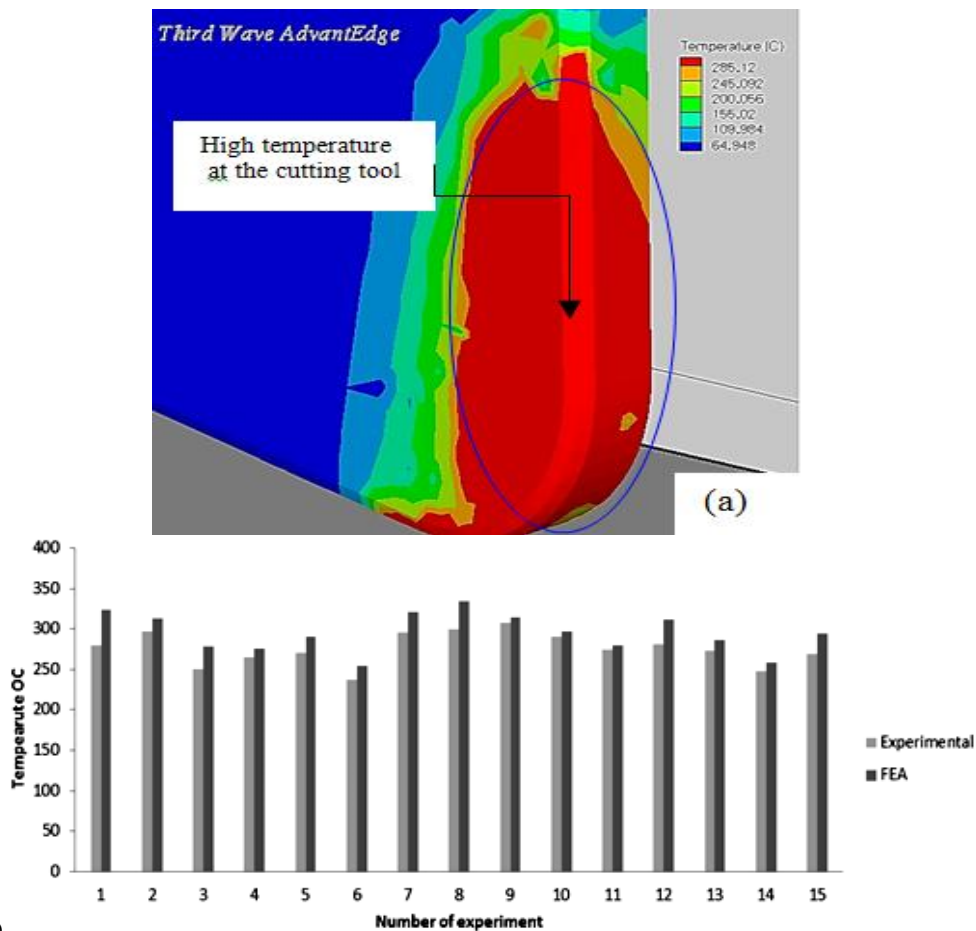 Third Wave AdvantEdge
Temperature (C)
285.12
245.092
200.056
155.02
109.984
64.948
High temperature
at the cutting tool
(a)
400
350
300
250
200
150
100
50
0
Tempearute OC
1 2 3 4 5 6 7 8 9 10 11 12 13 14 15
Number of experiment
Experimental
FEA
)